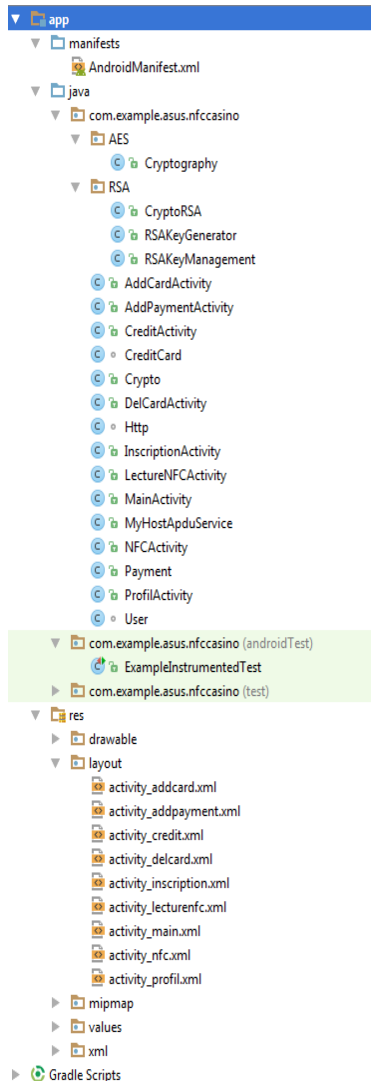 app
manifests
AndroidManifest.xml
java
com.example.asus.nfccasino
AES
Cryptography
RSA
CryptoRSA
RSAKeyGenerator
RSAKeyManagement
AddCardActivity
AddPaymentActivity
CreditActivity
CreditCard
Crypto
DelCardActivity
Http
InscriptionActivity
LectureNFCActivity
MainActivity
MyHostApduService
NFCActivity
Payment
ProfilActivity
User
com.example.asus.nfccasino (androidTest)
ExampleInstrumentedTest
com.example.asus.nfccasino (test)
res
drawable
layout
activity_addcard.xml
activity_addpayment.xml
activity_credit.xml
activity_delcard.xml
activity_inscription.xml
activity_lecturenfc.xml
activity_main.xml
activity_nfc.xml
activity_profil.xml
mipmap
values
xml
Gradle Scripts